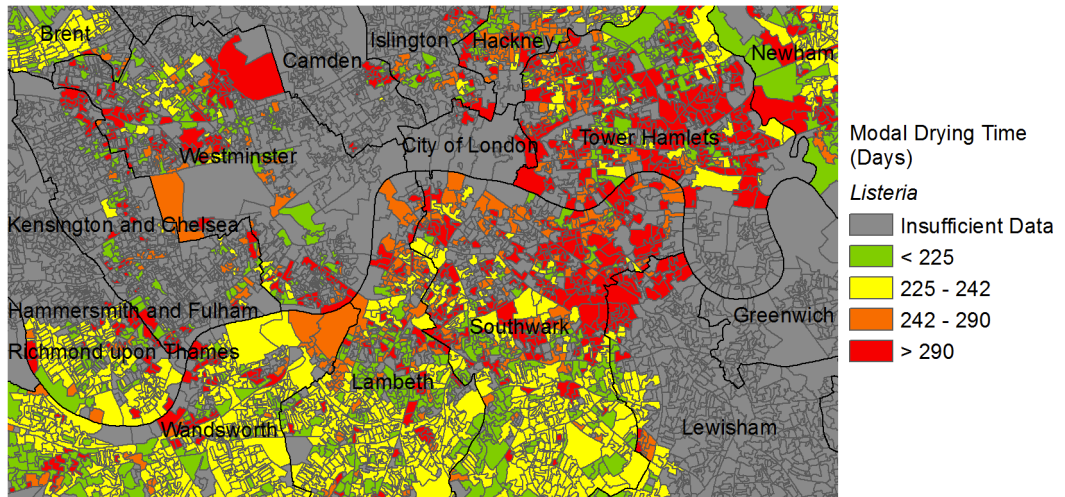 Brent
Islington
Hackney
Camden
Newham
Westminster
City of London
Tower Hamlets
Kensington and Chelsea
Hammersmith and Fulham
Greenwich
Southwark
Richmond upon Thames
Lambeth
Wandsworth
Lewisham
Modal Drying Time
(Days)
Listeria
Insufficient Data
< 225
225 - 242
242 - 290
> 290